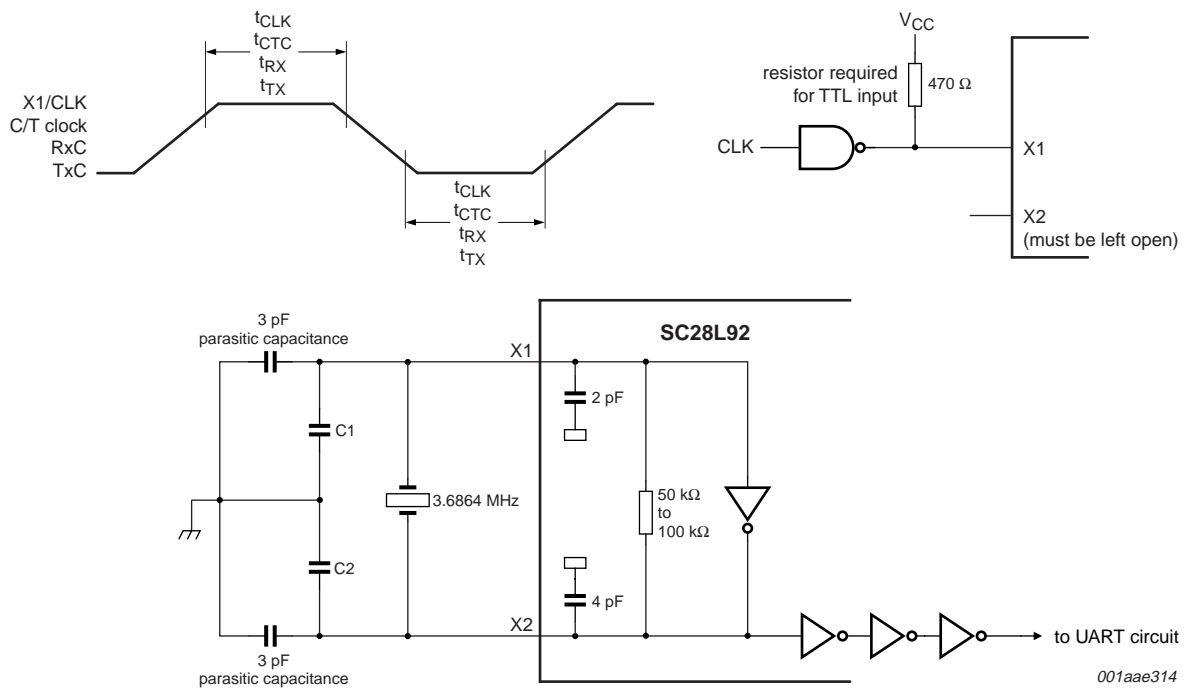 tCLK
tCTC
tRX
tTX
X1/CLK
C/T clock
RxC
TxC
tCLK
tCTC
tRX
tTX
VCC
resistor required
for TTL input
470 Ω
CLK
X1
X2
(must be left open)
3 pF
parasitic capacitance
C1
C2
3.6864 MHz
3 pF
parasitic capacitance
SC28L92
X1
2 pF
50 kΩ
to
100 kΩ
4 pF
X2
to UART circuit
001aae314